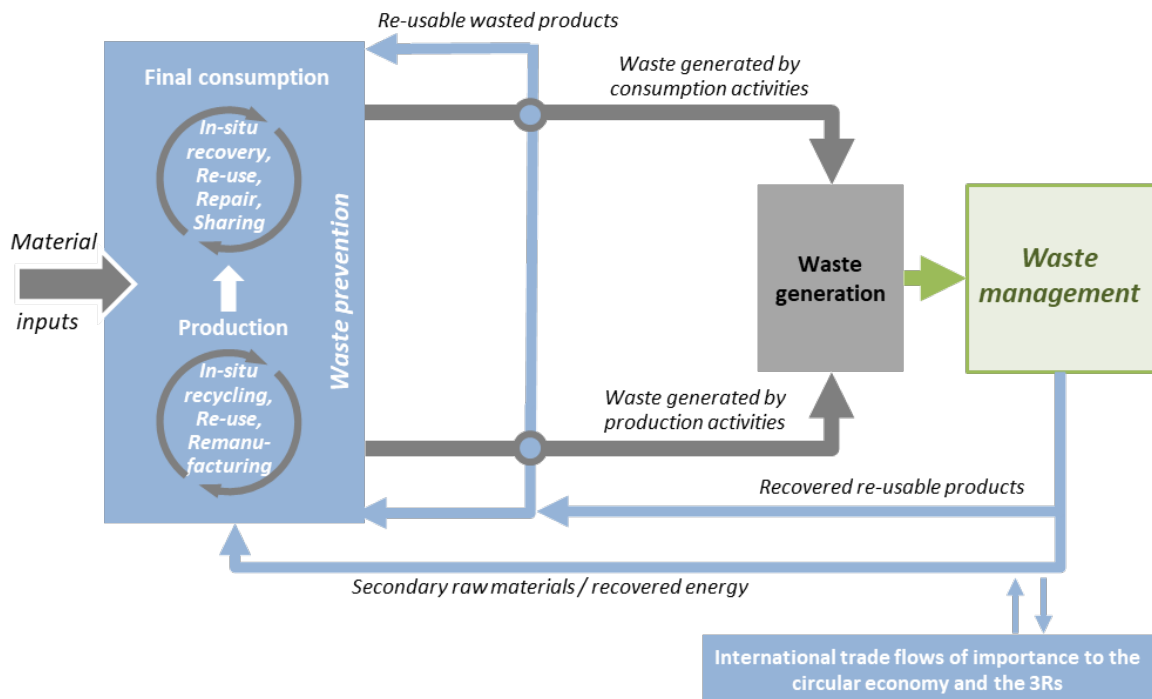 Re-usable wasted products
Final consumption
In-situ
recovery,
Re-use,
Repair,
Sharing
Waste generated by
consumption activities
Material
inputs
Waste prevention
Production
In-situ
recycling,
Re-use,
Remanu-
facturing
Waste
generation
Waste
management
Waste generated by
production activities
Recovered re-usable products
Secondary raw materials / recovered energy
International trade flows of importance to the
circular economy and the 3Rs